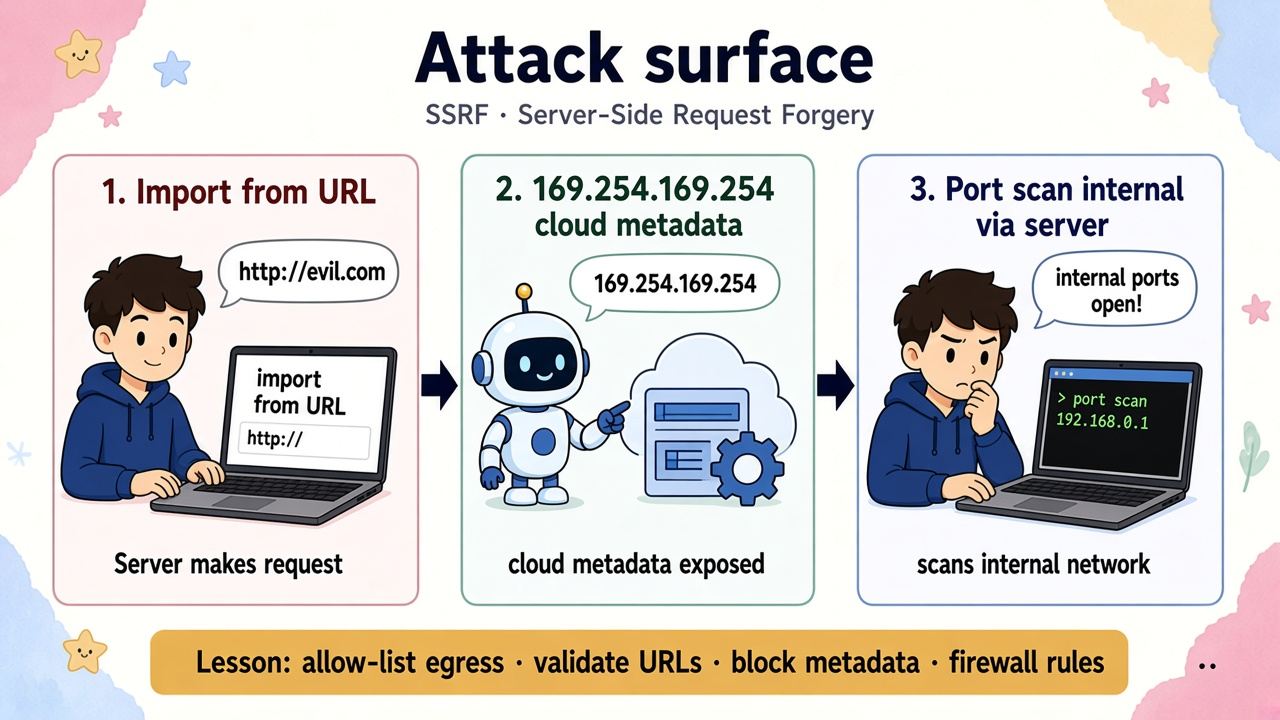 Attack surface
SSRF · Server-Side Request Forgery
1. Import from URL
http://evil.com
import
from URL
http://
Server makes request
2. 169.254.169.254
cloud metadata
169.254.169.254
cloud metadata exposed
3. Port scan internal
via server
internal ports
open!
> port scan
192.168.0.1
scans internal network
Lesson: allow-list egress · validate URLs · block metadata · firewall rules
..